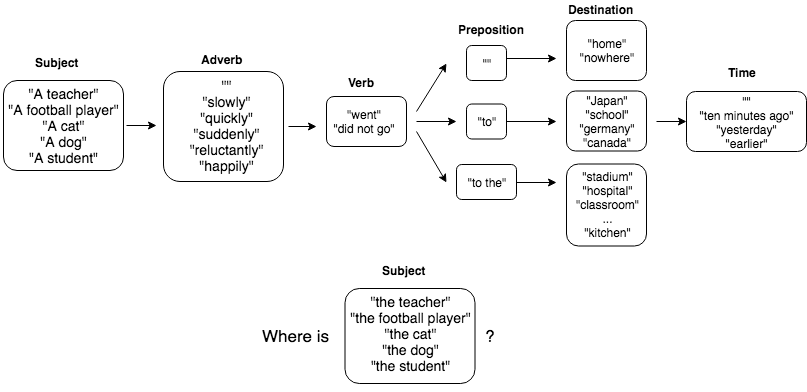 Subject
"A teacher"
"A football player"
"A cat"
"A dog"
"A student"
Adverb
""
"slowly"
"quickly"
"suddenly"
"reluctantly"
"happily"
Verb
"went"
"did not go"
Preposition
""
"to"
"to the"
Destination
"home"
"nowhere"
"Japan"
"school"
"germany"
"canada"
"stadium"
"hospital"
"classroom"
...
"kitchen"
Time
""
"ten minutes ago"
"yesterday"
"earlier"
Subject
Where is
"the teacher"
"the football player"
"the cat"
"the dog"
"the student"
?